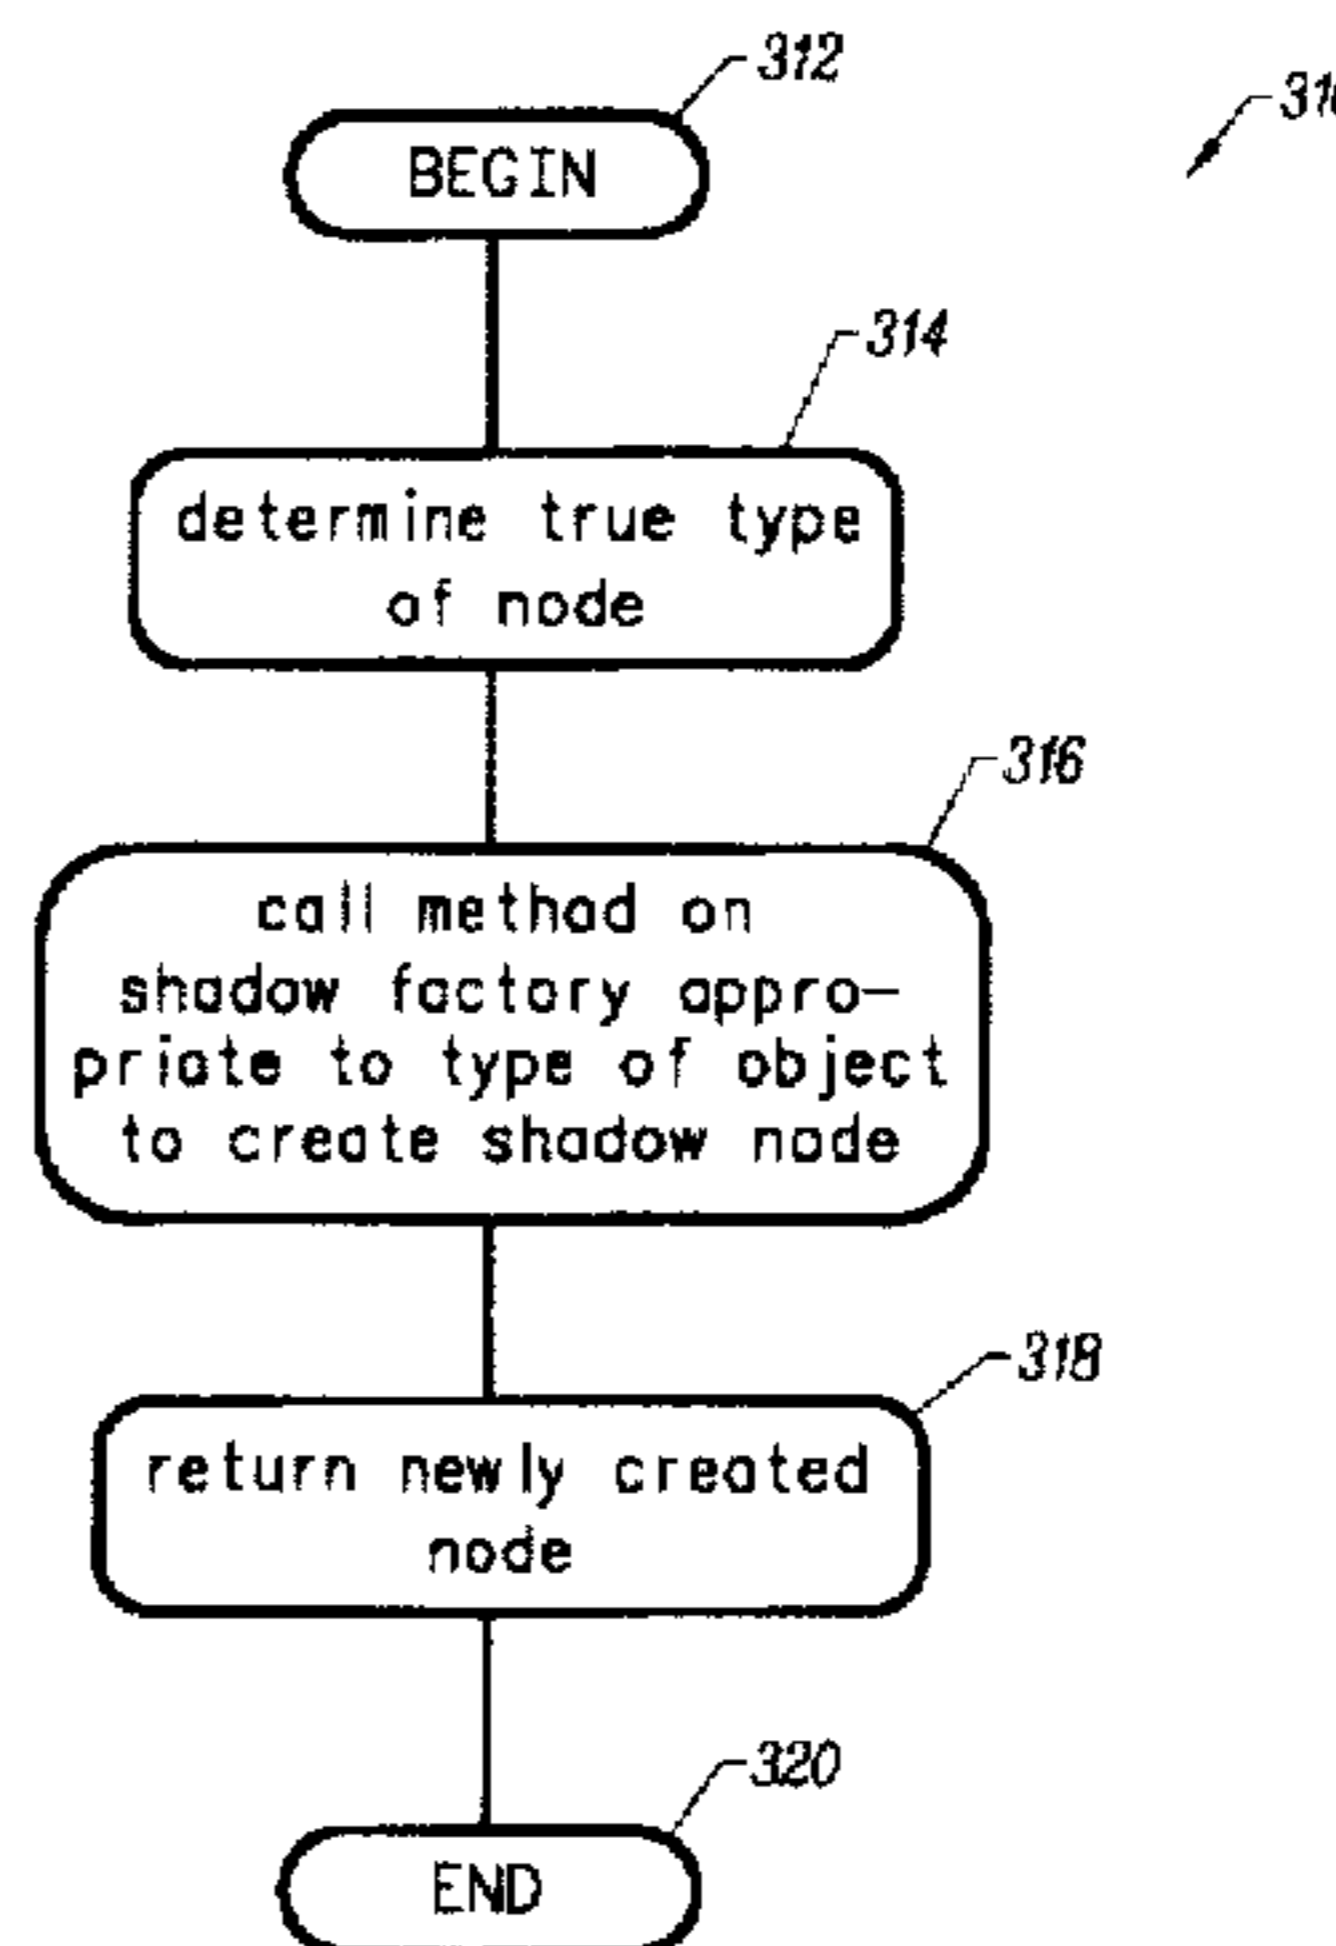 312
BEGIN
314
determine true type
of node
316
call method on
shadow factory appro-
priate to type of object
to create shadow node
318
return newly created
node
320
END